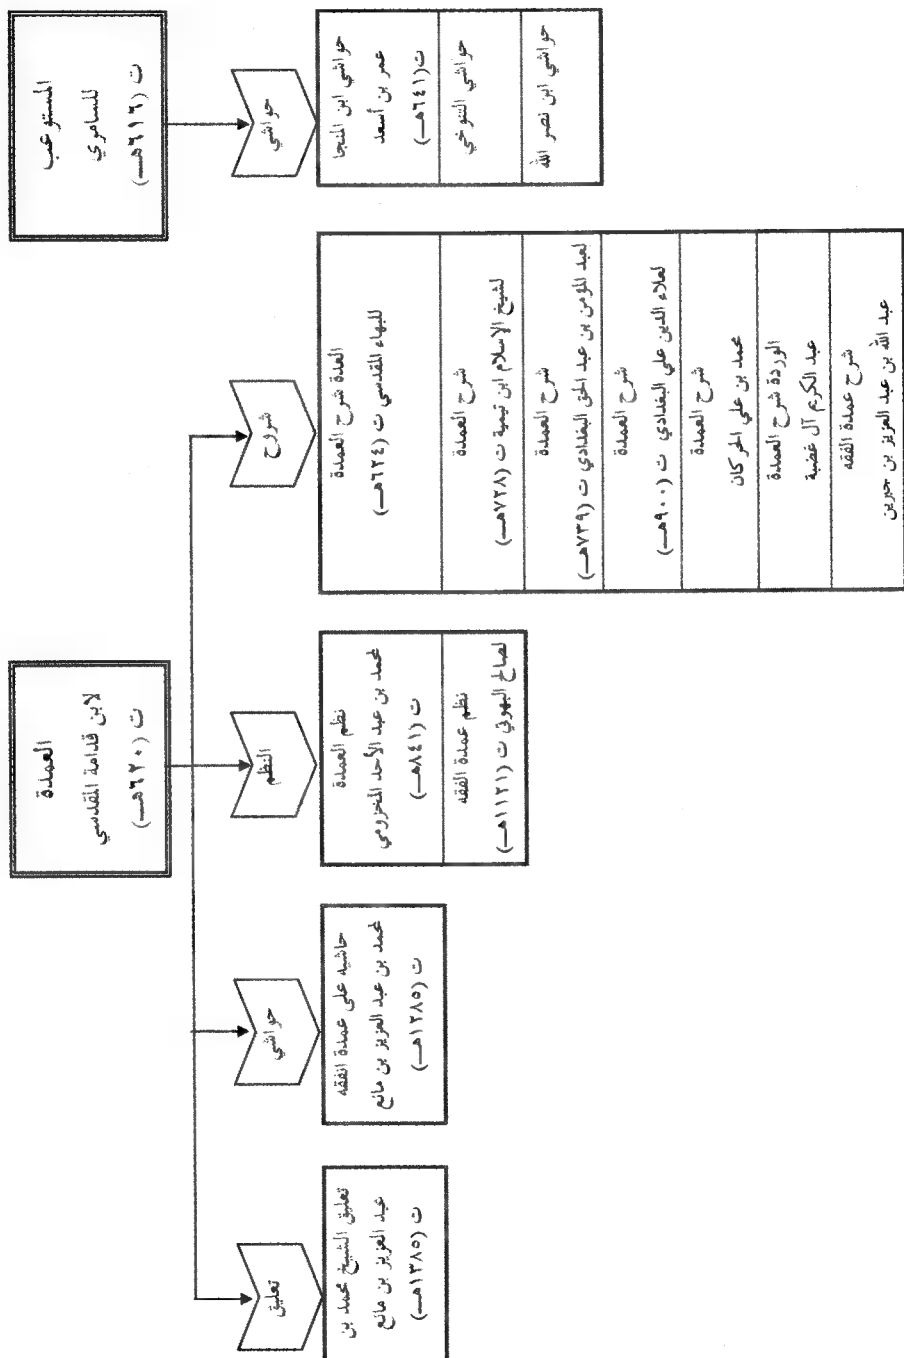 المستوعب
للسامري
ت (٦١٦هـ)
حواشي
حواشي ابن المنجا
عمر بن أسعد
ت (٦٤١هـ)
حواشي التنوخي
حواشي ابن نصر الله
العمدة
لابن قدامة المقدسي
ت (٦٢٠هـ)
شروح
العدة شرح العمدة
للبهاء المقدسي ت (٦٢٤هـ)
شرح العمدة
لشيخ الإسلام ابن تيمية ت (٧٢٨هـ)
شرح العمدة
لعبد المؤمن بن عبد الحق البغدادي ت (٧٣٩هـ)
شرح العمدة
لعلاء الدين علي البغدادي ت (٩٠٠هـ)
شرح العمدة
محمد بن علي الحركان
الوردة شرح العمدة
عبد الكريم آل غضية
شرح عمدة الفقه
عبد الله بن عبد العزيز بن جبرين
النظم
نظم العمدة
محمد بن عبد الأحد المخزومي
ت (٨٤١هـ)
نظم عمدة الفقه
لصالح البهوتي ت (١١٢١هـ)
حواشي
حاشية على عمدة الفقه
محمد بن عبد العزيز بن مانع
ت (١٣٨٥هـ)
تعليق
تعليق الشيخ محمد بن
عبد العزيز بن مانع
ت (١٣٨٥هـ)